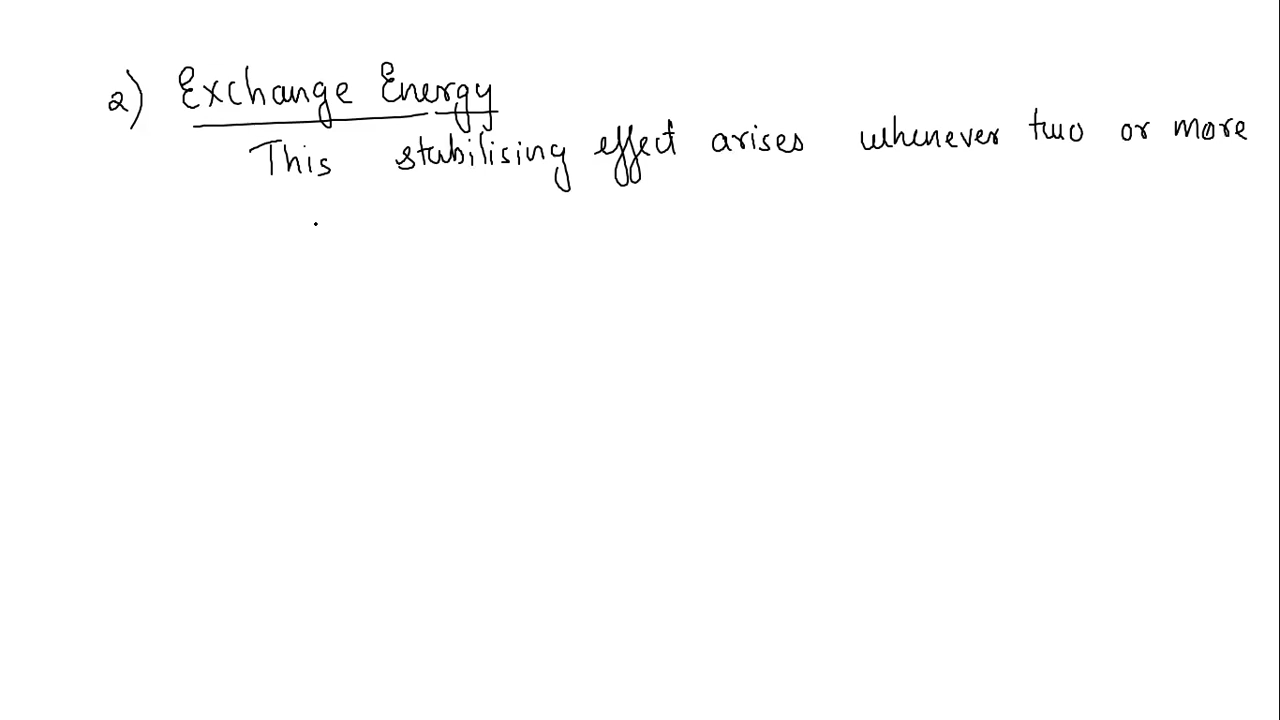 2) Exchange Energy
This stabilising effect arises whenever two or more